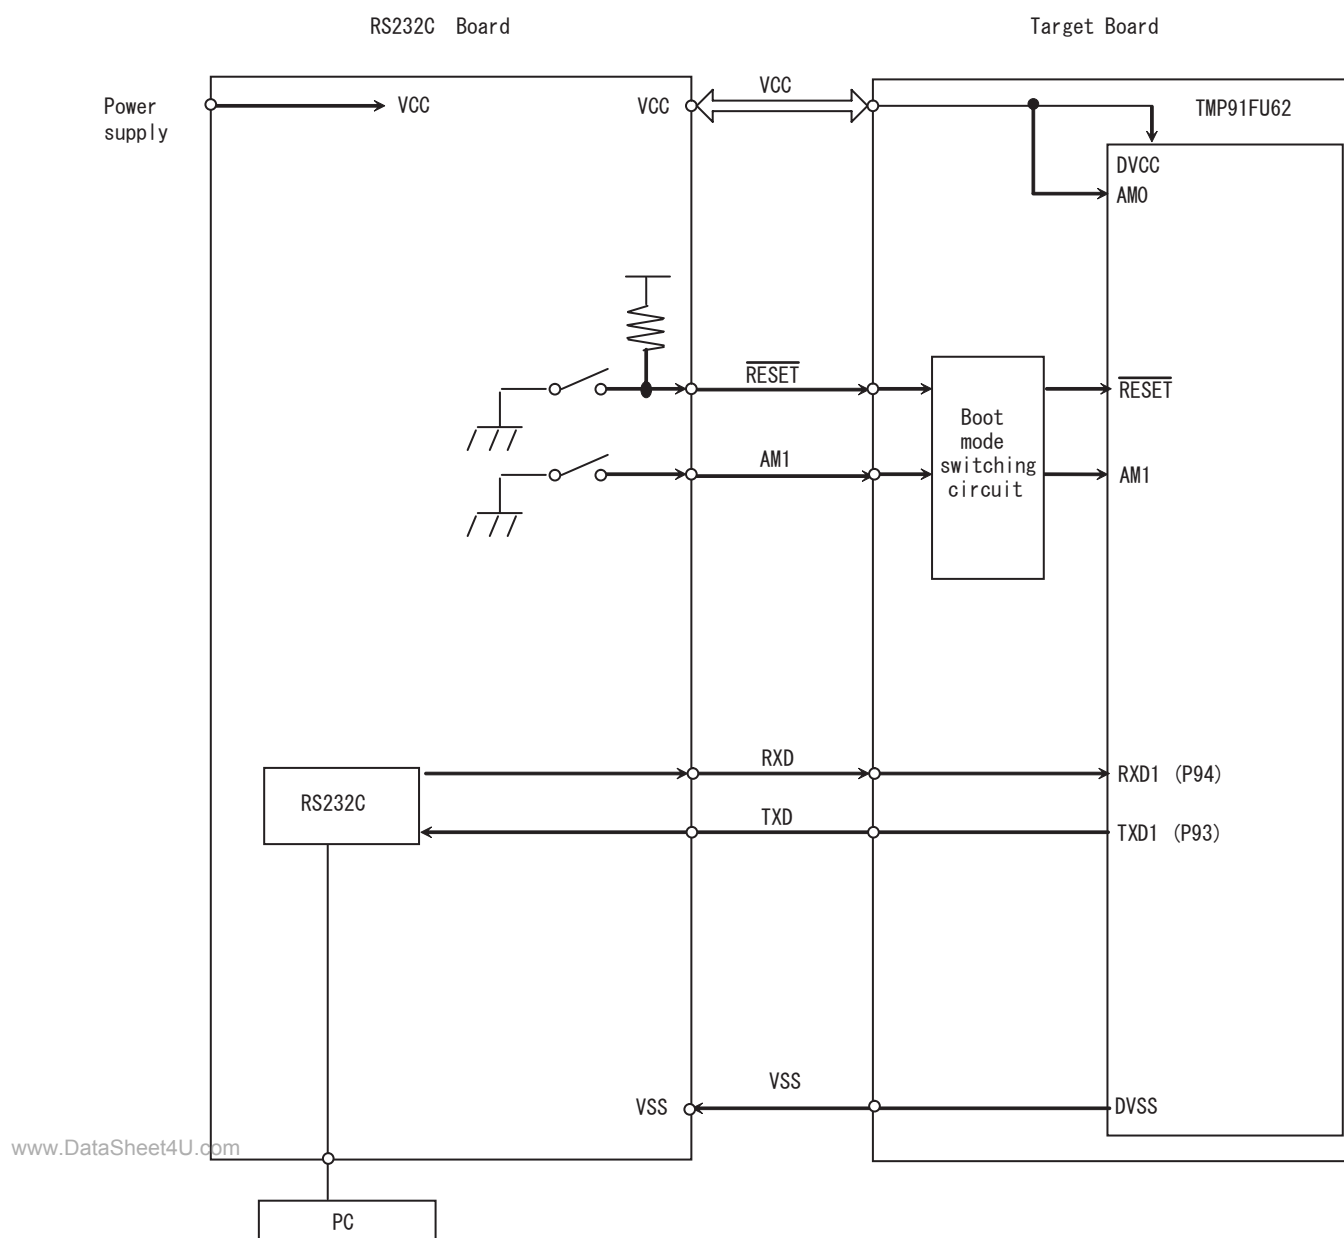 RS232C Board
Target Board
Power
supply
VCC
VCC
VCC
TMP91FU62
DVCC
AM0
RESET
RESET
Boot
mode
switching
circuit
AM1
AM1
RXD
RXD1 (P94)
RS232C
TXD
TXD1 (P93)
VSS
VSS
DVSS
www.DataSheet4U.com
PC